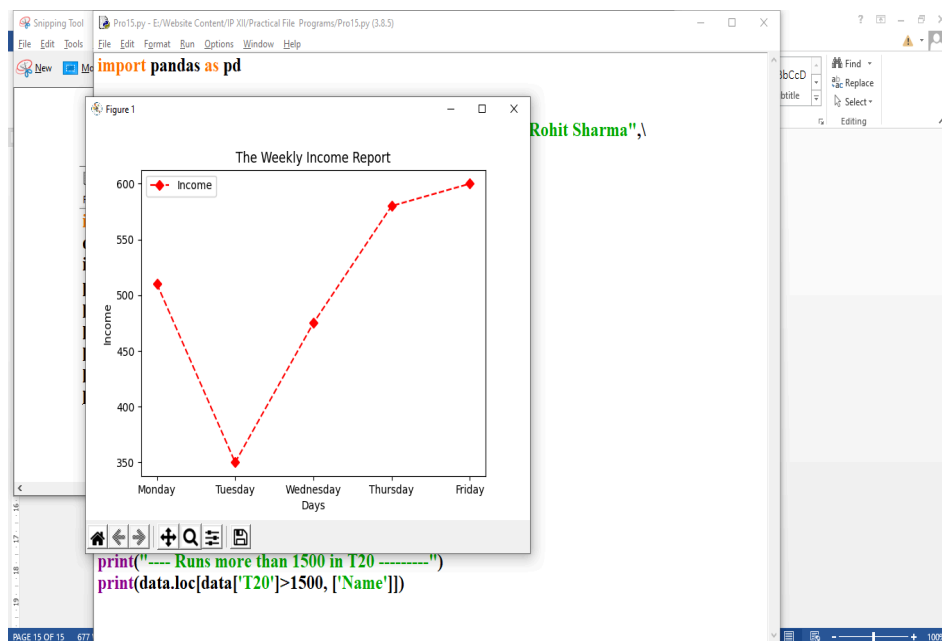 Snipping Tool
File Edit Tools
New
Pro15.py - E:/Website Content/IP XII/Practical File Programs/Pro15.py (3.8.5)
File Edit Format Run Options Window Help
import pandas as pd
Rohit Sharma",\
Figure 1
The Weekly Income Report
Income
600
550
500
450
400
350
Income
Monday Tuesday Wednesday Thursday Friday
Days
print("---- Runs more than 1500 in T20 ---------")
print(data.loc[data['T20']>1500, ['Name']])
Find
Replace
Select
Editing
PAGE 15 OF 15
100%